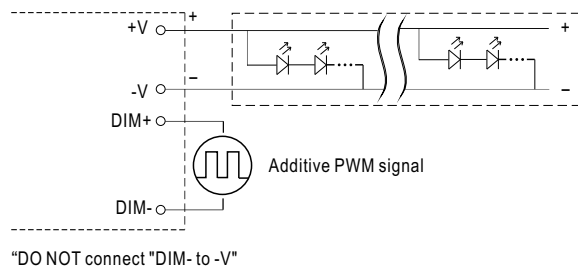 +V + +
-V − −
DIM+
Additive PWM signal
DIM-
“DO NOT connect "DIM- to -V"